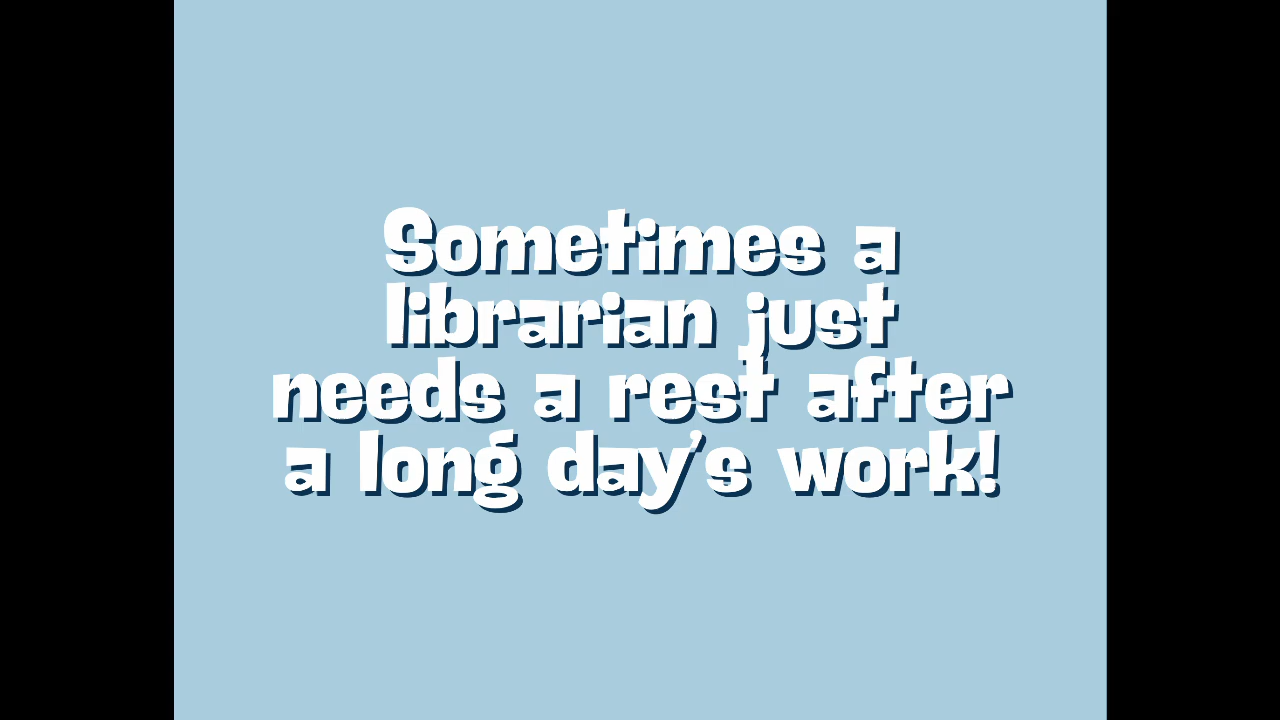 Sometimes a
librarian just
needs a rest after
a long day's work!